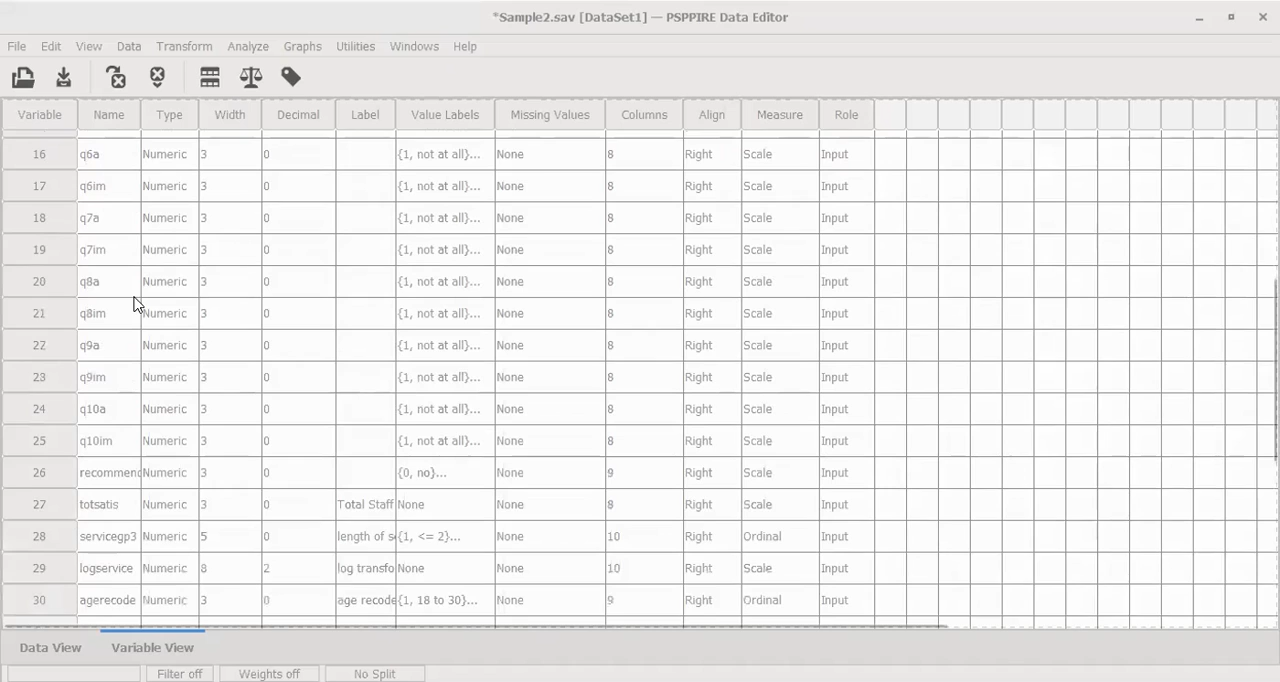 *Sample2.sav [DataSet1] — PSPPIRE Data Editor
File Edit View Data Transform Analyze Graphs Utilities Windows Help
Variable Name Type Width Decimal Label Value Labels Missing Values Columns Align Measure Role
16 q6a Numeric 3 0 {1, not at all}... None 8 Right Scale Input
17 q6im Numeric 3 0 {1, not at all}... None 8 Right Scale Input
18 q7a Numeric 3 0 {1, not at all}... None 8 Right Scale Input
19 q7im Numeric 3 0 {1, not at all}... None 8 Right Scale Input
20 q8a Numeric 3 0 {1, not at all}... None 8 Right Scale Input
21 q8im Numeric 3 0 {1, not at all}... None 8 Right Scale Input
22 q9a Numeric 3 0 {1, not at all}... None 8 Right Scale Input
23 q9im Numeric 3 0 {1, not at all}... None 8 Right Scale Input
24 q10a Numeric 3 0 {1, not at all}... None 8 Right Scale Input
25 q10im Numeric 3 0 {1, not at all}... None 8 Right Scale Input
26 recommend Numeric 3 0 {0, no}... None 9 Right Scale Input
27 totsatis Numeric 3 0 Total Staff None None 8 Right Scale Input
28 servicegp3 Numeric 5 0 length of s {1, <= 2}... None 10 Right Ordinal Input
29 logservice Numeric 8 2 log transfo None None 10 Right Scale Input
30 agerecode Numeric 3 0 age recode {1, 18 to 30}... None 9 Right Ordinal Input
Data View Variable View
Filter off Weights off No Split